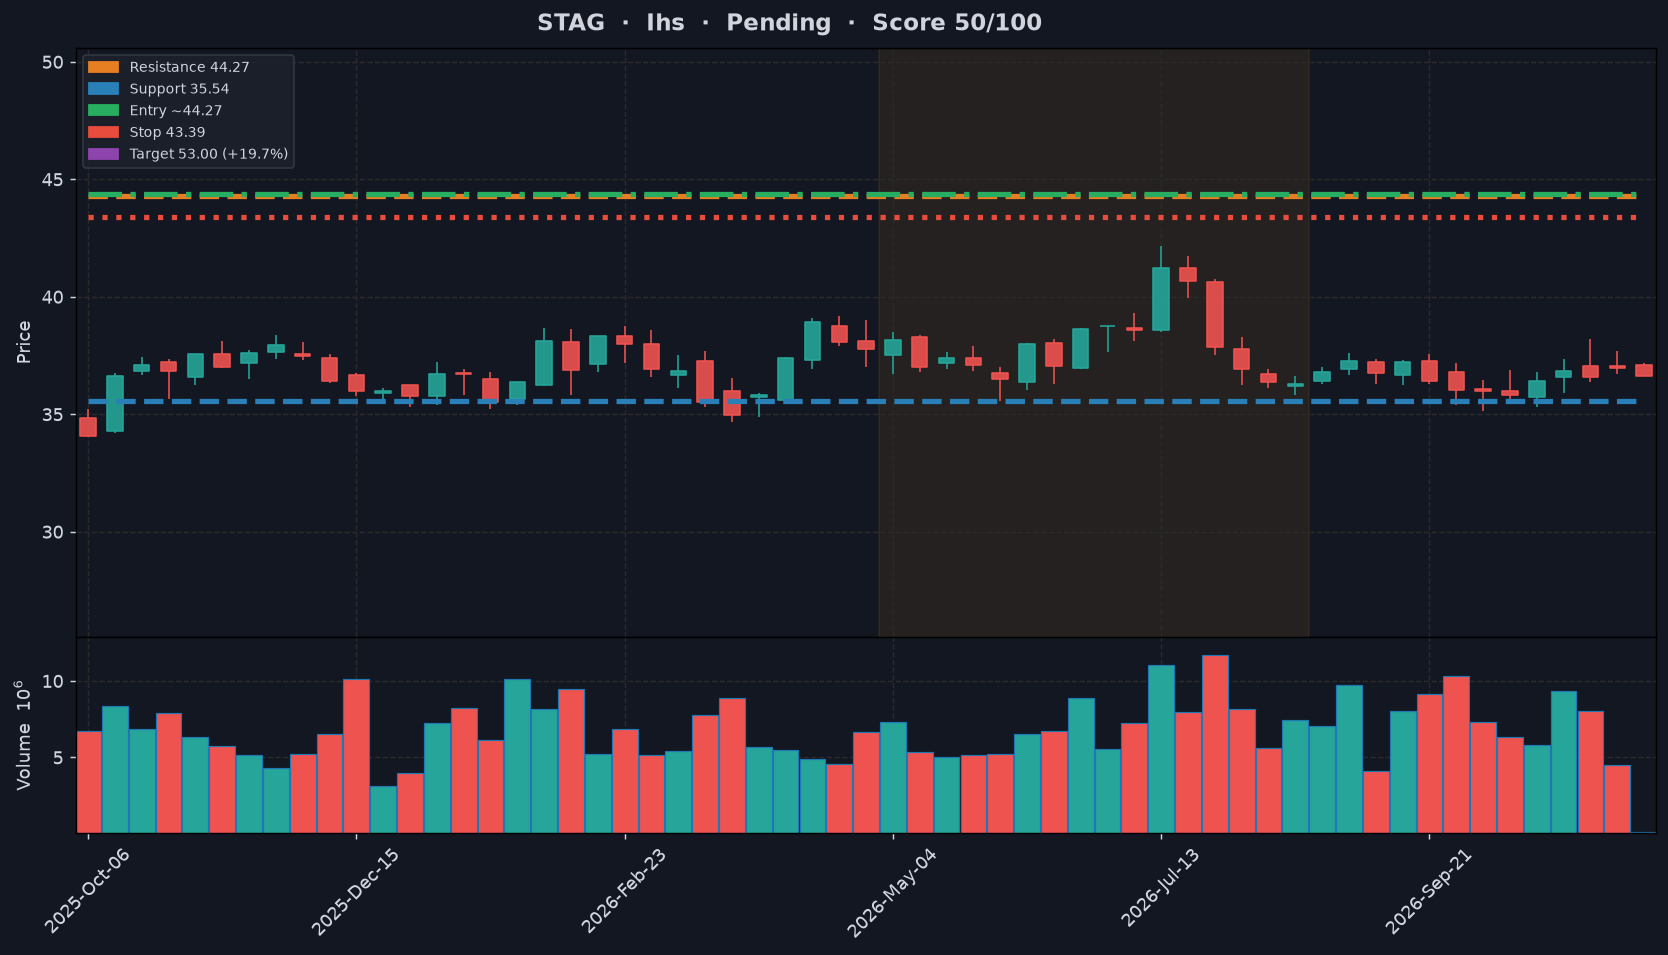 STAG · Ihs · Pending · Score 50/100
Resistance 44.27
Support 35.54
Entry ~44.27
Stop 43.39
Target 53.00 (+19.7%)
50
45
40
35
30
Price
10
5
Volume 10⁶
2025-Oct-06
2025-Dec-15
2026-Feb-23
2026-May-04
2026-Jul-13
2026-Sep-21